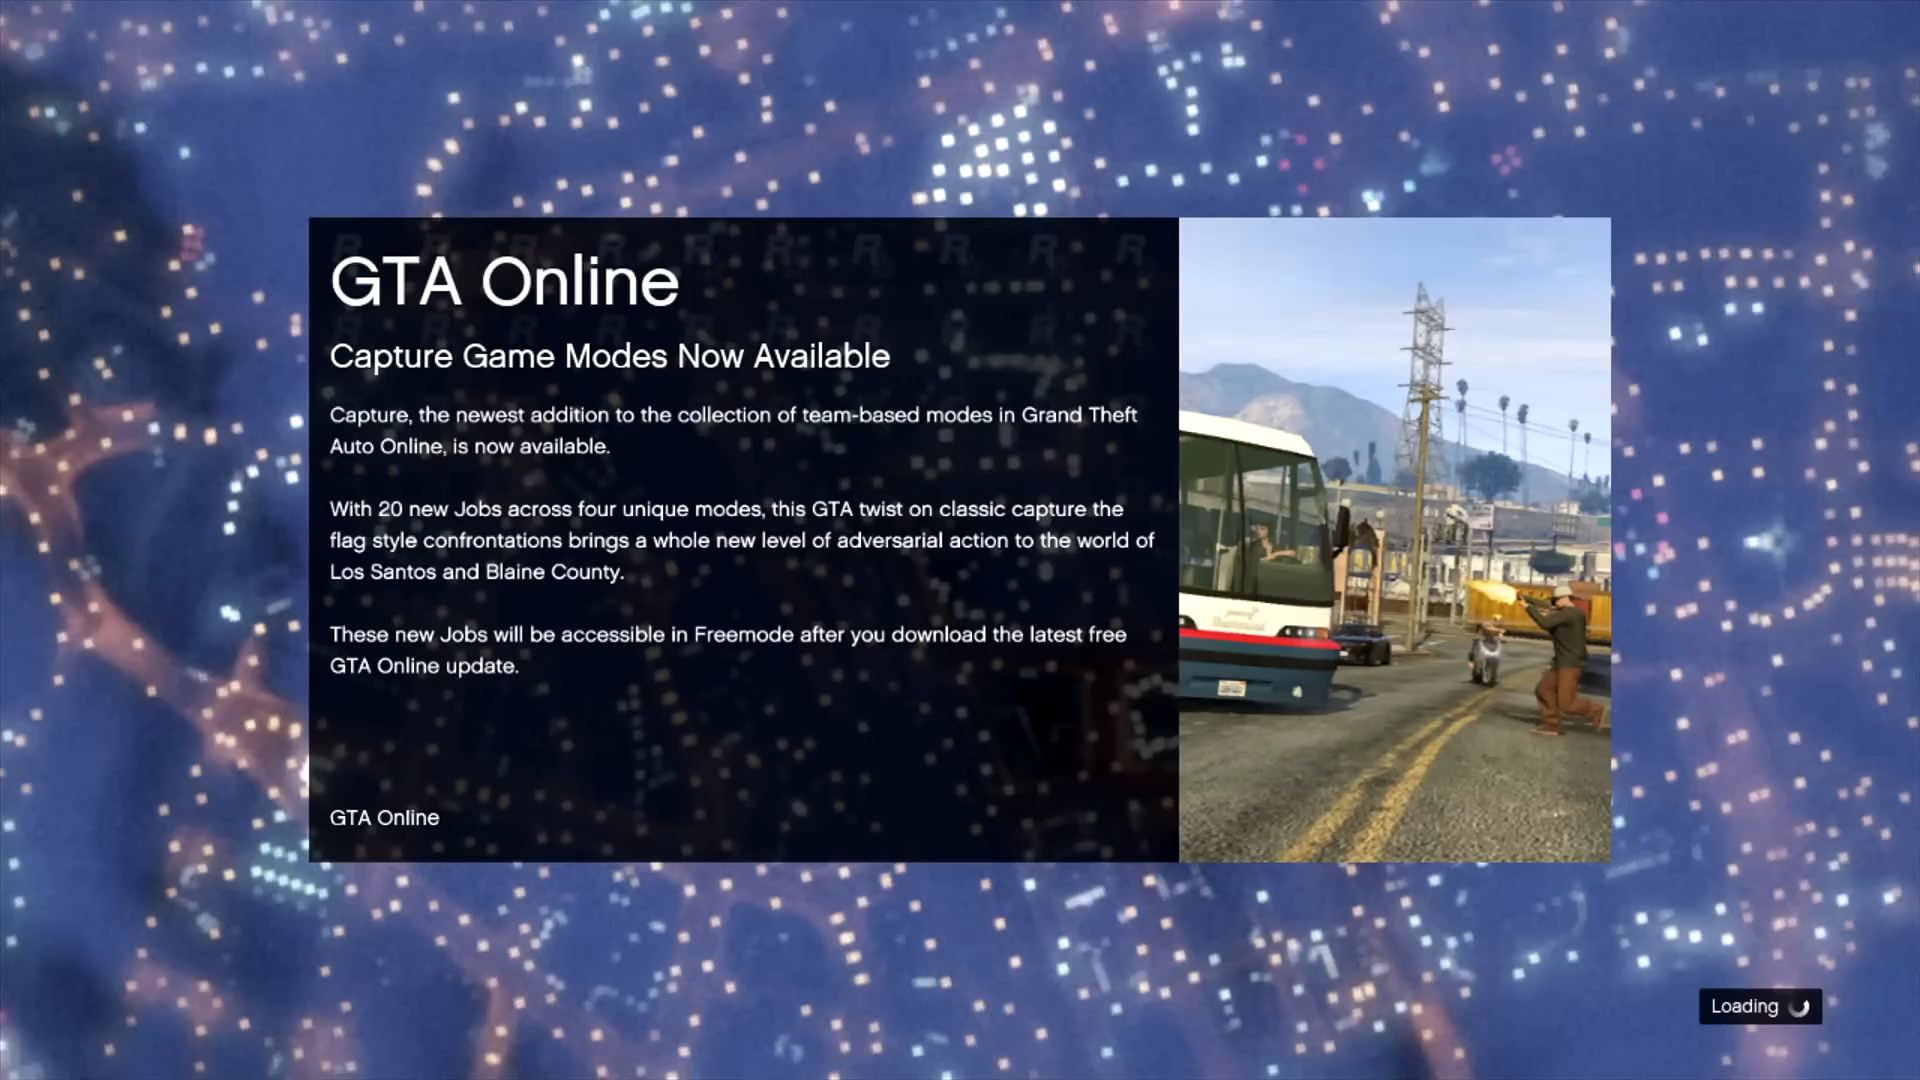 GTA Online
Capture Game Modes Now Available
Capture, the newest addition to the collection of team-based modes in Grand Theft
Auto Online, is now available.
With 20 new Jobs across four unique modes, this GTA twist on classic capture the
flag style confrontations brings a whole new level of adversarial action to the world of
Los Santos and Blaine County.
These new Jobs will be accessible in Freemode after you download the latest free
GTA Online update.
GTA Online
Loading